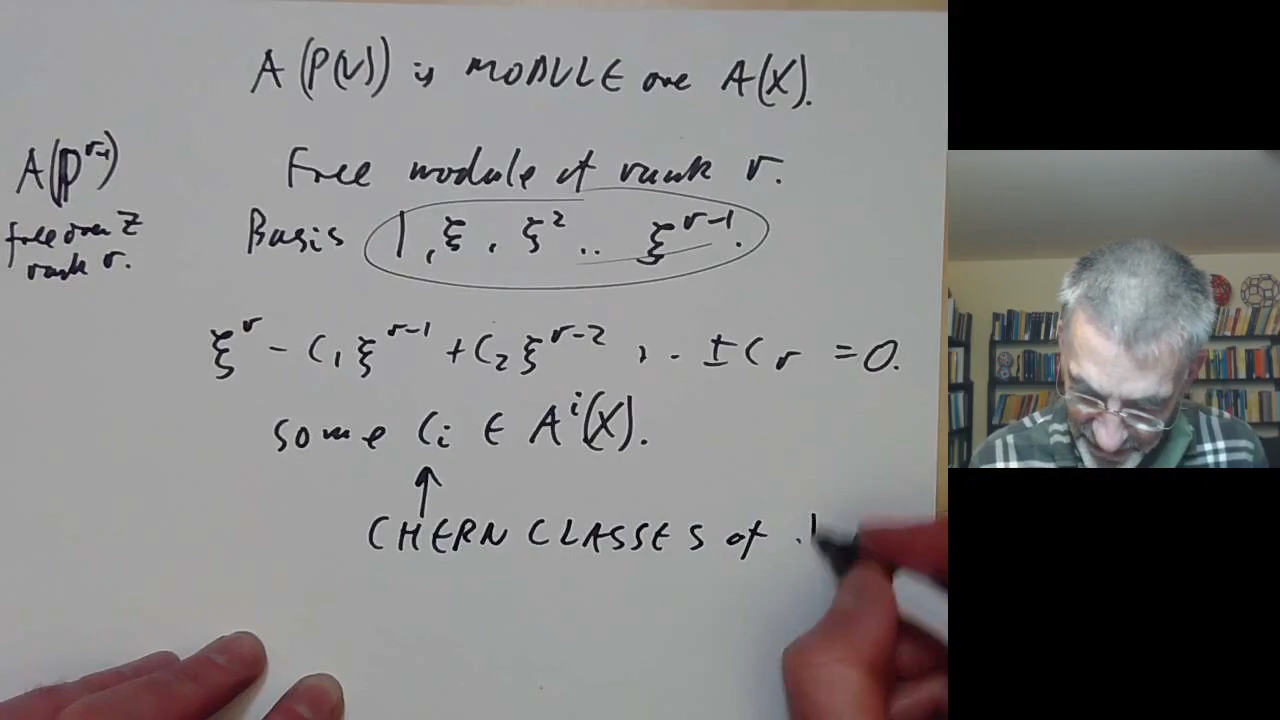 A(P(V)) is MODULE over A(X).
A(P^{r-1})
free over Z
rank r.
Free module of rank r.
Basis 1, ξ, ξ^2 .. ξ^{r-1}.
ξ^r - C_1 ξ^{r-1} + C_2 ξ^{r-2} , . . ± C_r = 0.
some C_i ∈ A^i(X).
↑
CHERN CLASSES of